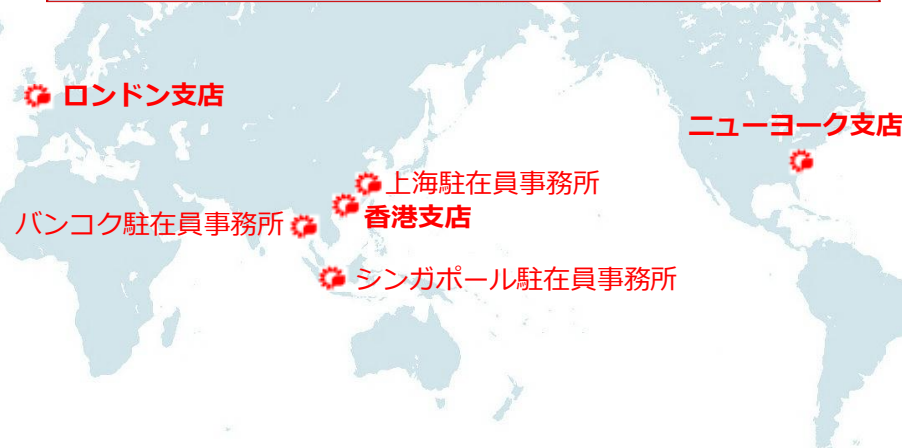 ロンドン支店
ニューヨーク支店
上海駐在員事務所
香港支店
バンコク駐在員事務所
シンガポール駐在員事務所